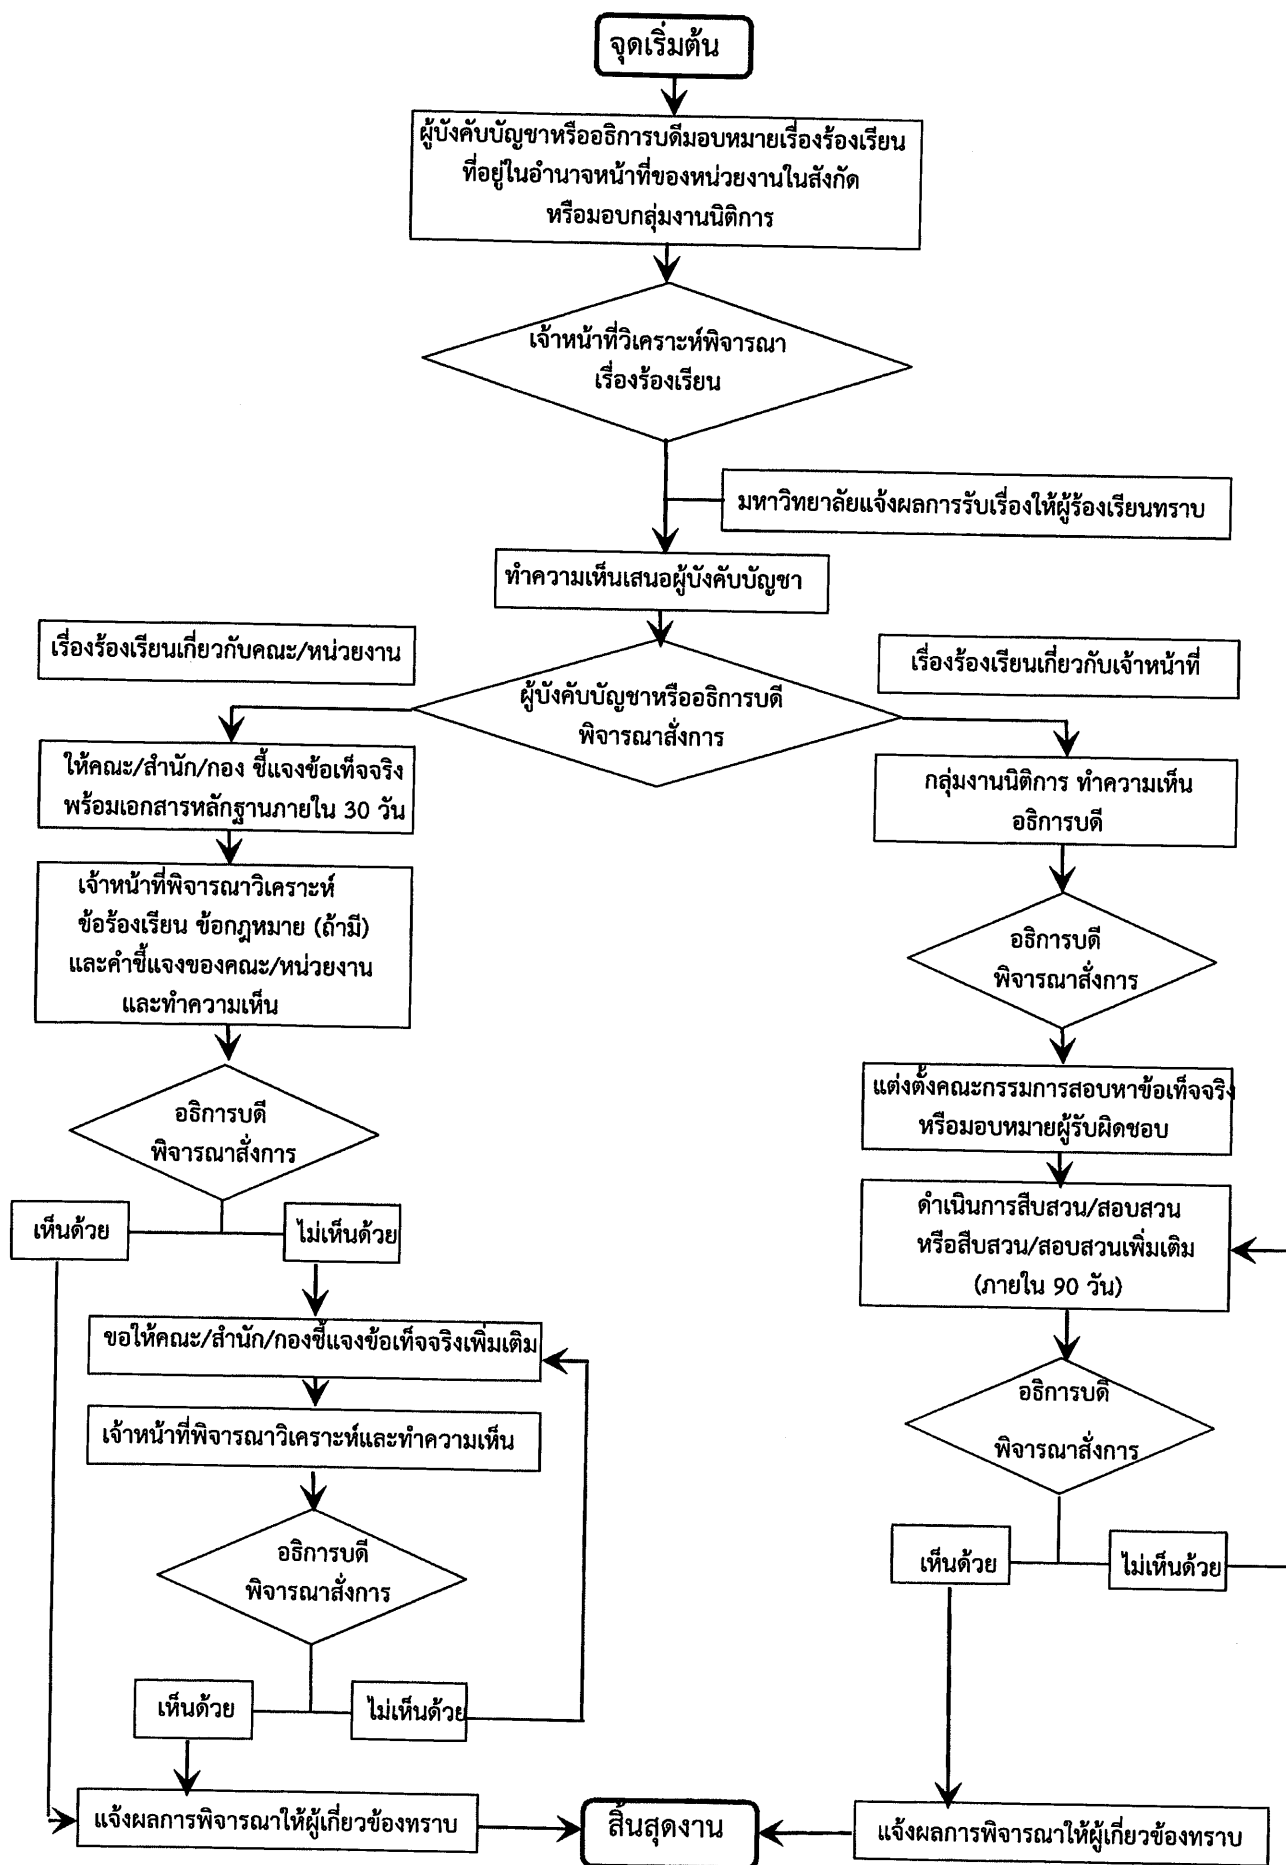 จุดเริ่มต้น
ผู้บังคับบัญชาหรืออธิการบดีมอบหมายเรื่องร้องเรียน
ที่อยู่ในอำนาจหน้าที่ของหน่วยงานในสังกัด
หรือมอบกลุ่มงานนิติการ
เจ้าหน้าที่วิเคราะห์พิจารณา
เรื่องร้องเรียน
มหาวิทยาลัยแจ้งผลการรับเรื่องให้ผู้ร้องเรียนทราบ
ทำความเห็นเสนอผู้บังคับบัญชา
เรื่องร้องเรียนเกี่ยวกับคณะ/หน่วยงาน
เรื่องร้องเรียนเกี่ยวกับเจ้าหน้าที่
ผู้บังคับบัญชาหรืออธิการบดี
พิจารณาสั่งการ
ให้คณะ/สำนัก/กอง ชี้แจงข้อเท็จจริง
พร้อมเอกสารหลักฐานภายใน 30 วัน
เจ้าหน้าที่พิจารณาวิเคราะห์
ข้อร้องเรียน ข้อกฎหมาย (ถ้ามี)
และคำชี้แจงของคณะ/หน่วยงาน
และทำความเห็น
อธิการบดี
พิจารณาสั่งการ
เห็นด้วย
ไม่เห็นด้วย
ขอให้คณะ/สำนัก/กองชี้แจงข้อเท็จจริงเพิ่มเติม
เจ้าหน้าที่พิจารณาวิเคราะห์และทำความเห็น
อธิการบดี
พิจารณาสั่งการ
เห็นด้วย
ไม่เห็นด้วย
แจ้งผลการพิจารณาให้ผู้เกี่ยวข้องทราบ
กลุ่มงานนิติการ ทำความเห็น
อธิการบดี
อธิการบดี
พิจารณาสั่งการ
แต่งตั้งคณะกรรมการสอบหาข้อเท็จจริง
หรือมอบหมายผู้รับผิดชอบ
ดำเนินการสืบสวน/สอบสวน
หรือสืบสวน/สอบสวนเพิ่มเติม
(ภายใน 90 วัน)
อธิการบดี
พิจารณาสั่งการ
เห็นด้วย
ไม่เห็นด้วย
แจ้งผลการพิจารณาให้ผู้เกี่ยวข้องทราบ
สิ้นสุดงาน